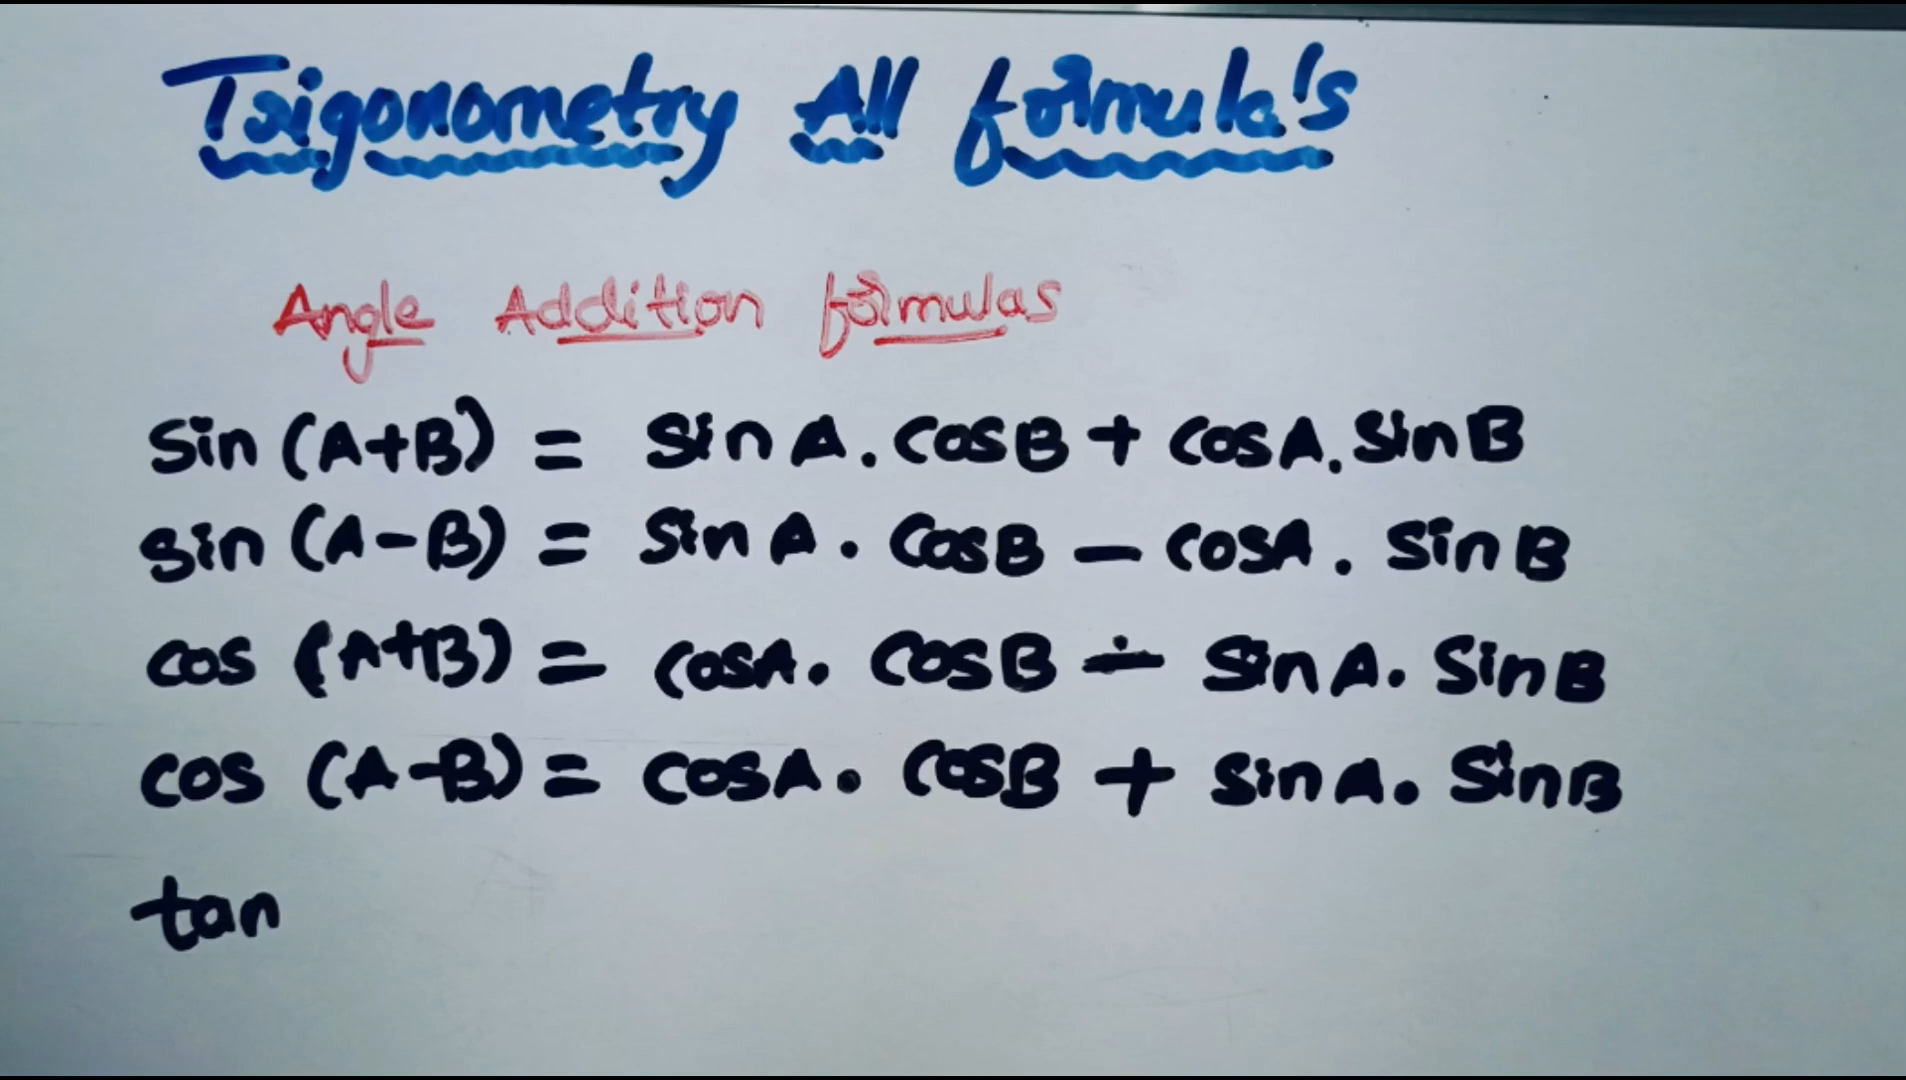 Trigonometry All formula's
Angle Addition formulas
Sin (A+B) = Sin A . Cos B + Cos A . Sin B
Sin (A-B) = Sin A . Cos B - Cos A . Sin B
Cos (A+B) = Cos A . Cos B - Sin A . Sin B
Cos (A-B) = Cos A . Cos B + Sin A . Sin B
tan